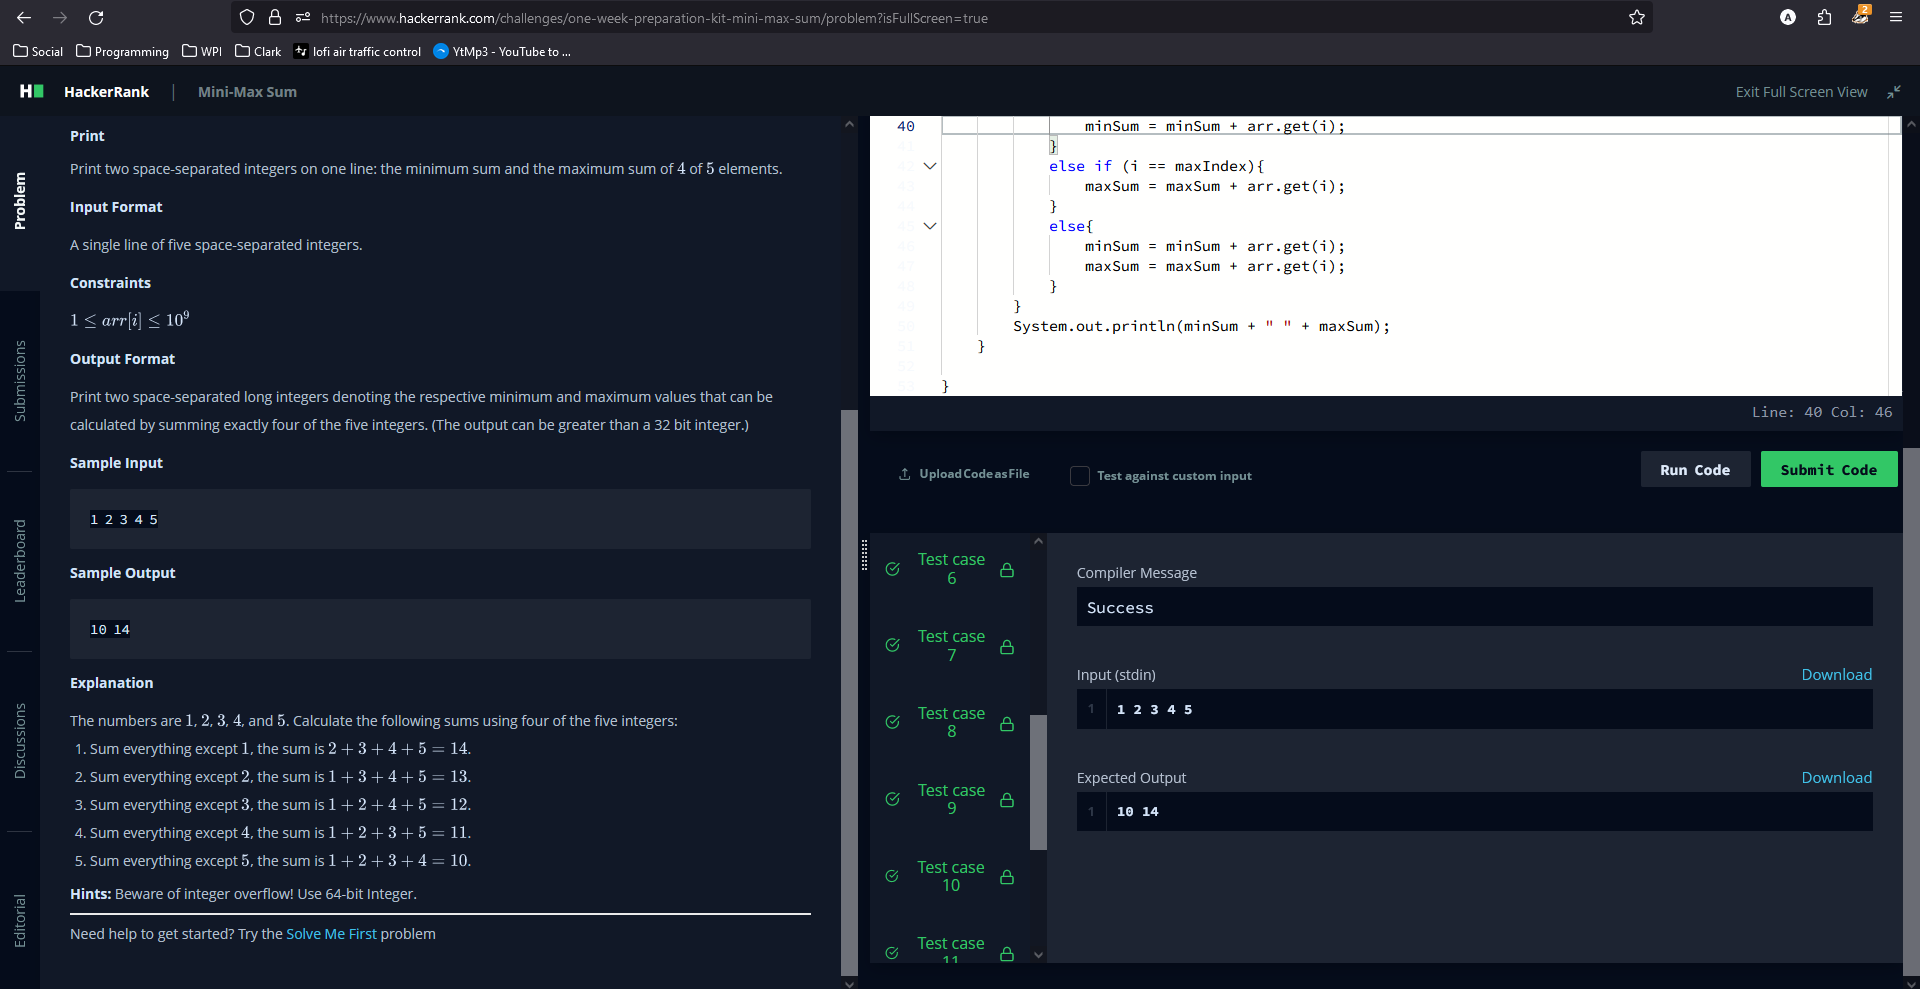 https://www.hackerrank.com/challenges/one-week-preparation-kit-mini-max-sum/problem?isFullScreen=true
A
2
Social
Programming
WPI
Clark
lofi air traffic control
YtMp3 - YouTube to ...
H
HackerRank | Mini-Max Sum
Exit Full Screen View
Problem
Submissions
Leaderboard
Discussions
Editorial
Print
Print two space-separated integers on one line: the minimum sum and the maximum sum of 4 of 5 elements.
Input Format
A single line of five space-separated integers.
Constraints
1 ≤ arr[i] ≤ 10⁹
Output Format
Print two space-separated long integers denoting the respective minimum and maximum values that can be
calculated by summing exactly four of the five integers. (The output can be greater than a 32 bit integer.)
Sample Input
1 2 3 4 5
Sample Output
10 14
Explanation
The numbers are 1, 2, 3, 4, and 5. Calculate the following sums using four of the five integers:
1. Sum everything except 1, the sum is 2 + 3 + 4 + 5 = 14.
2. Sum everything except 2, the sum is 1 + 3 + 4 + 5 = 13.
3. Sum everything except 3, the sum is 1 + 2 + 4 + 5 = 12.
4. Sum everything except 4, the sum is 1 + 2 + 3 + 5 = 11.
5. Sum everything except 5, the sum is 1 + 2 + 3 + 4 = 10.
Hints: Beware of integer overflow! Use 64-bit Integer.
Need help to get started? Try the Solve Me First problem
40 minSum = minSum + arr.get(i);
41 }
42 else if (i == maxIndex){
43 maxSum = maxSum + arr.get(i);
44 }
45 else{
46 minSum = minSum + arr.get(i);
47 maxSum = maxSum + arr.get(i);
48 }
49 }
50 System.out.println(minSum + " " + maxSum);
51 }
52
53 }
Line: 40 Col: 46
Upload Code as File
Test against custom input
Run Code
Submit Code
Test case
6
Test case
7
Test case
8
Test case
9
Test case
10
Test case
11
Compiler Message
Success
Input (stdin)
Download
1 1 2 3 4 5
Expected Output
Download
1 10 14